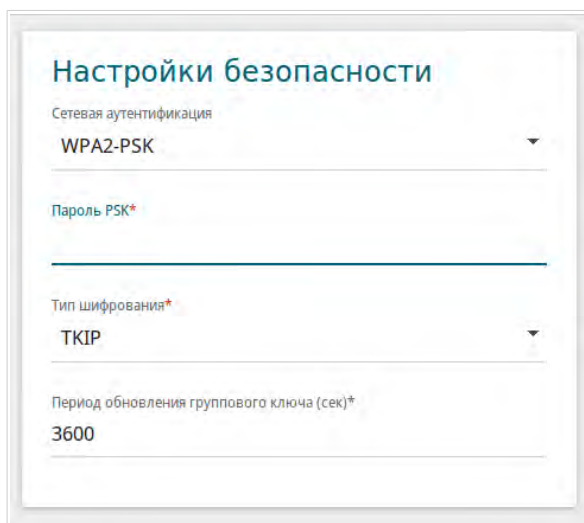 Настройки безопасности
Сетевая аутентификация
WPA2-PSK
Пароль PSK*
Тип шифрования*
TKIP
Период обновления группового ключа (сек)*
3600